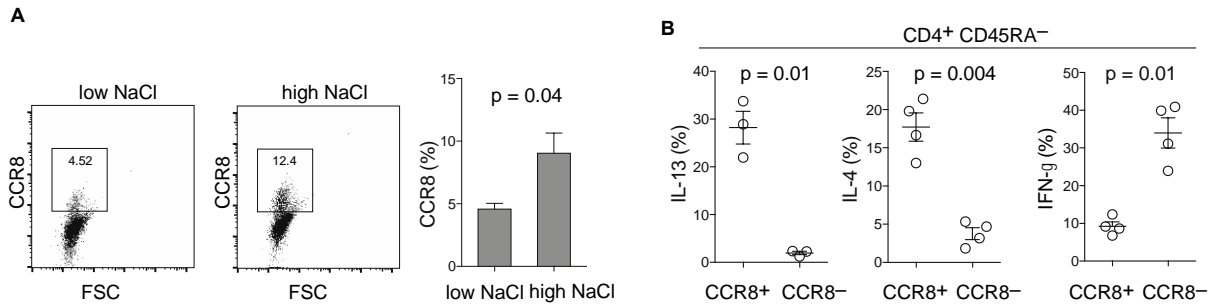 A
low NaCl
4.52
CCR8
FSC
high NaCl
12.4
CCR8
FSC
15
10
5
0
CCR8 (%)
p = 0.04
low NaCl high NaCl
B
CD4+ CD45RA–
40
30
20
10
0
IL-13 (%)
p = 0.01
CCR8+ CCR8–
25
20
15
10
5
0
IL-4 (%)
p = 0.004
CCR8+ CCR8–
50
40
30
20
10
0
IFN-g (%)
p = 0.01
CCR8+ CCR8–